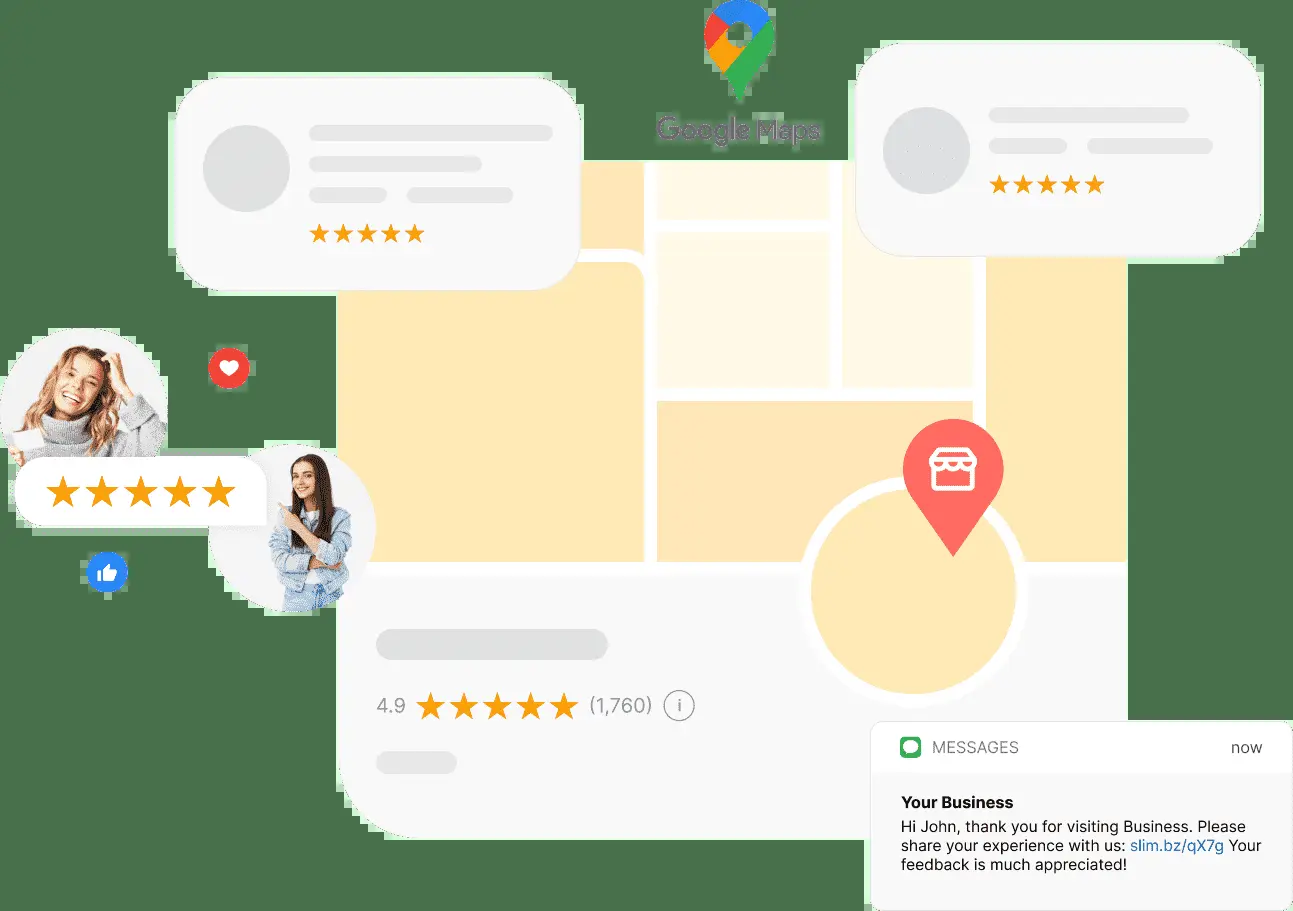 Google Maps
4.9
(1,760)
i
MESSAGES
now
Your Business
Hi John, thank you for visiting Business. Please
share your experience with us: slim.bz/qX7g Your
feedback is much appreciated!